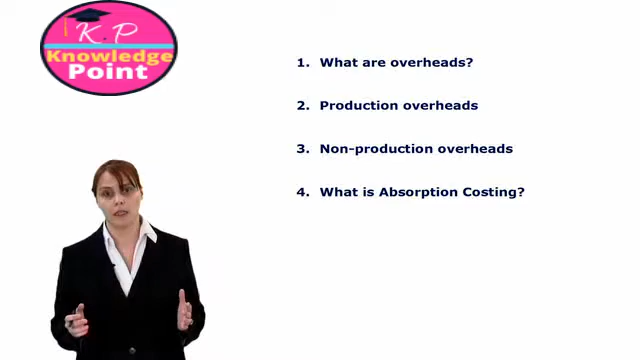 K.P
Knowledge
Point
1. What are overheads?
2. Production overheads
3. Non-production overheads
4. What is Absorption Costing?